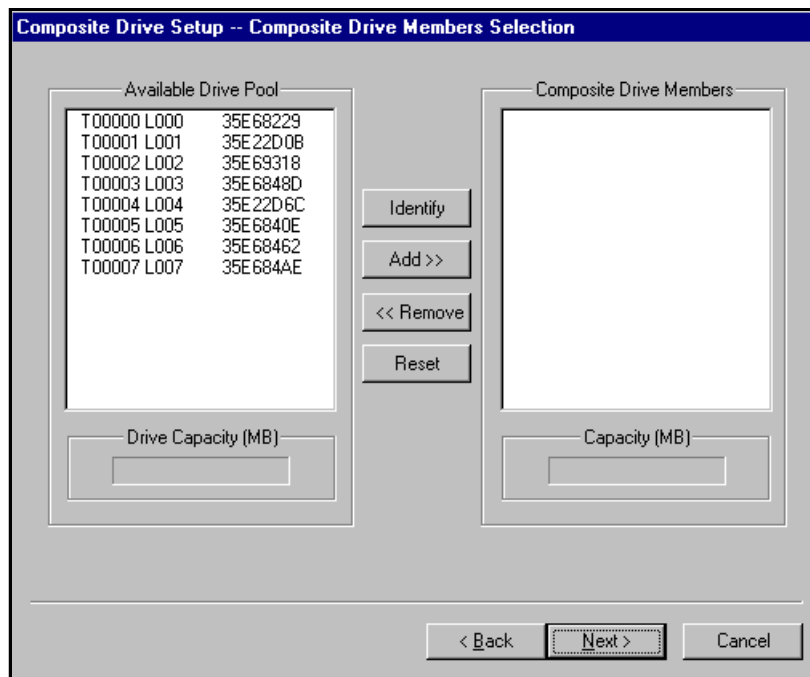 Composite Drive Setup -- Composite Drive Members Selection
Available Drive Pool
T00000 L000 35E68229
T00001 L001 35E22D0B
T00002 L002 35E69318
T00003 L003 35E6848D
T00004 L004 35E22D6C
T00005 L005 35E6840E
T00006 L006 35E68462
T00007 L007 35E684AE
Drive Capacity (MB)
Identify
Add >>
<< Remove
Reset
Composite Drive Members
Capacity (MB)
< Back
Next >
Cancel